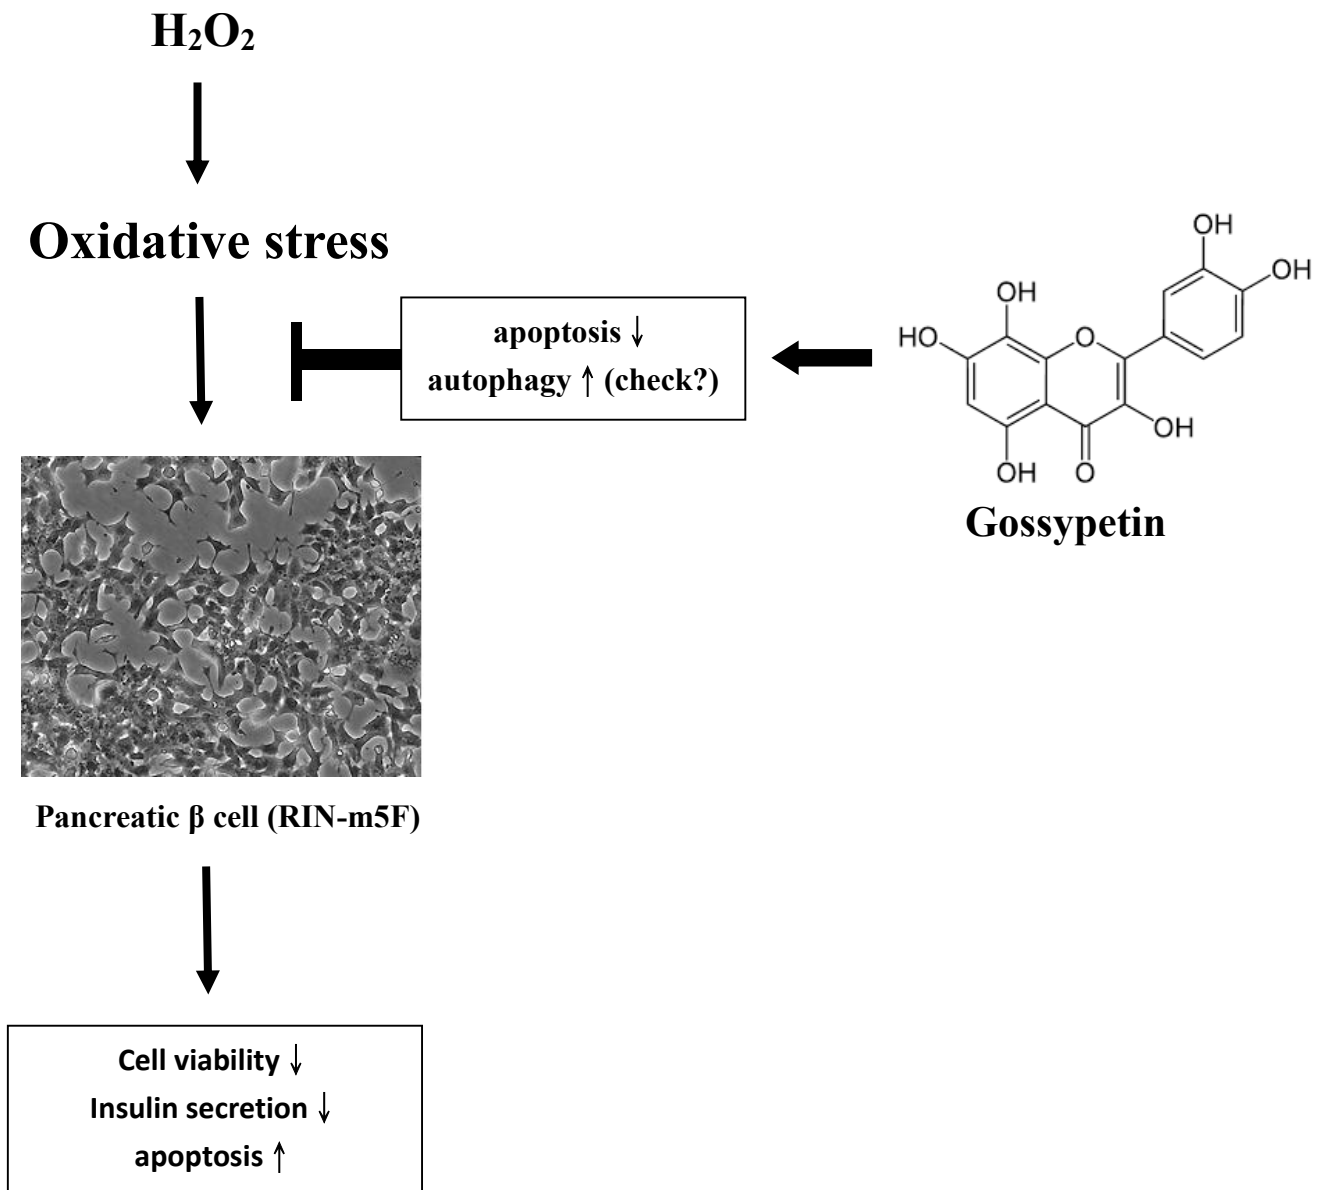 H₂O₂
Oxidative stress
apoptosis ↓
autophagy ↑ (check?)
OH
OH
OH
HO
O
OH
OH
O
Gossypetin
Pancreatic β cell (RIN-m5F)
Cell viability ↓
Insulin secretion ↓
apoptosis ↑